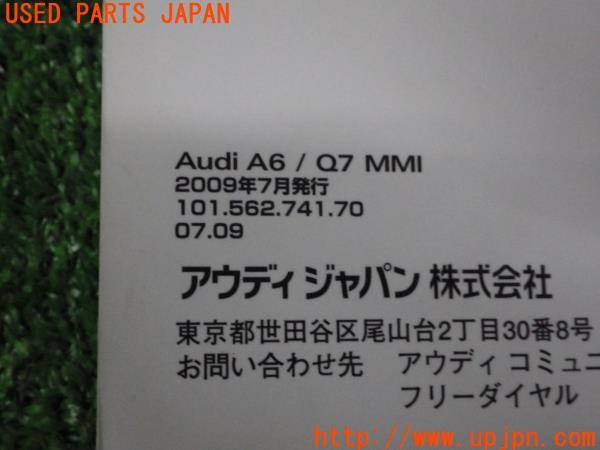 USED PARTS JAPAN
Audi A6 / Q7 MMI
2009年7月発行
101.562.741.70
07.09
アウディ ジャパン 株式会社
東京都世田谷区尾山台2丁目30番8号
お問い合わせ先 アウディ コミュニ
フリーダイヤル
http://www.upjpn.com